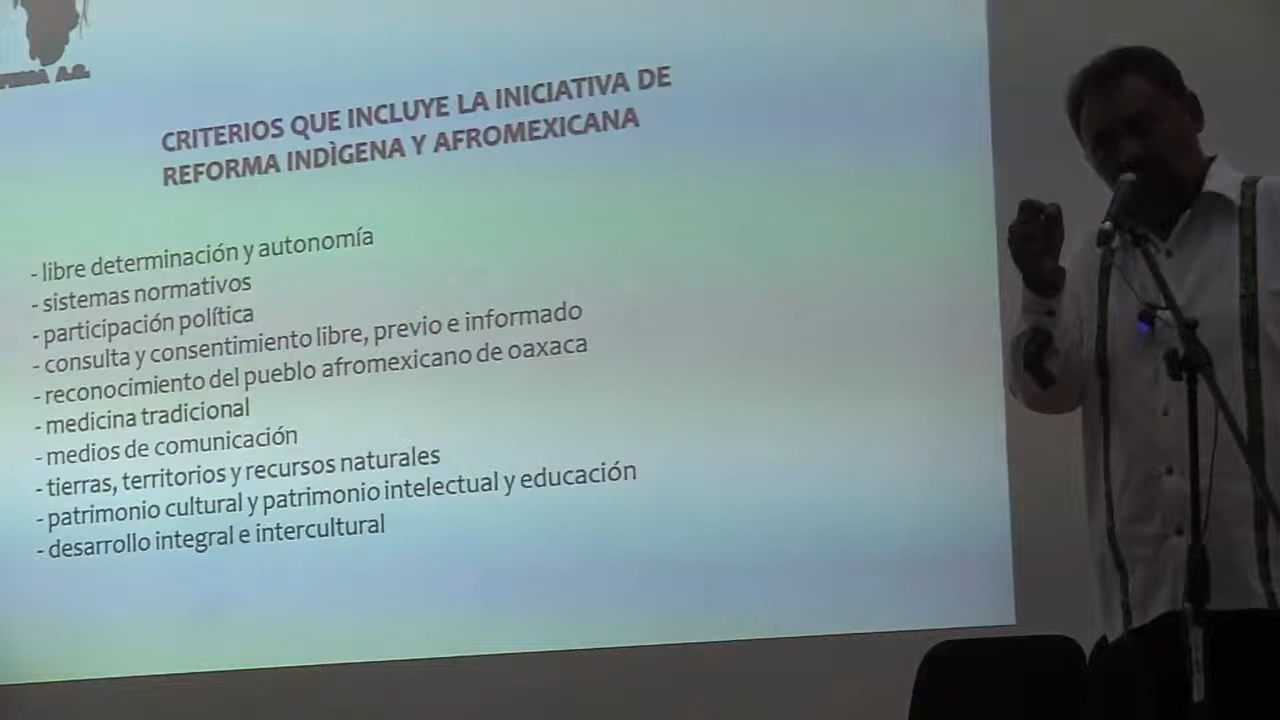 A.C.
CRITERIOS QUE INCLUYE LA INICIATIVA DE
REFORMA INDÌGENA Y AFROMEXICANA
- libre determinación y autonomía
- sistemas normativos
- participación política
- consulta y consentimiento libre, previo e informado
- reconocimiento del pueblo afromexicano de oaxaca
- medicina tradicional
- medios de comunicación
- tierras, territorios y recursos naturales
- patrimonio cultural y patrimonio intelectual y educación
- desarrollo integral e intercultural